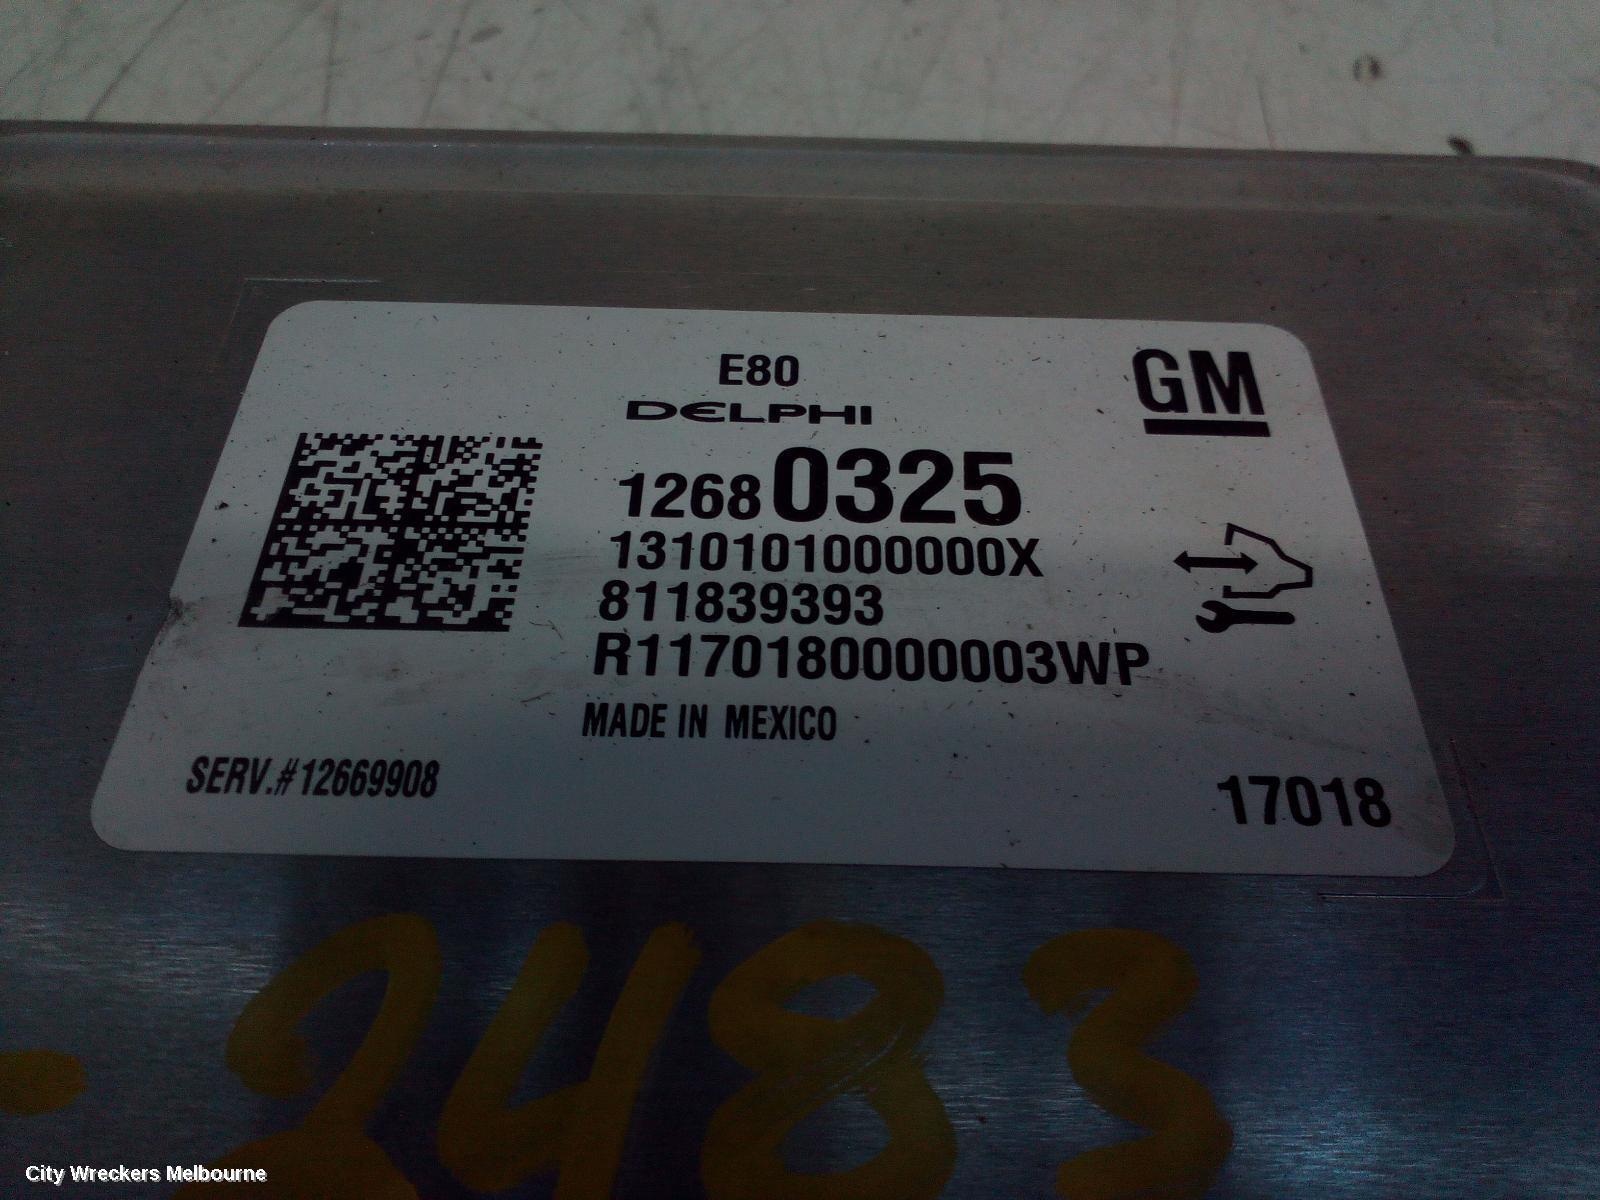 E80
GM
DELPHI
12680325
1310101000000X
811839393
R1170180000003WP
MADE IN MEXICO
SERV.#12669908
17018
-2483
City Wreckers Melbourne